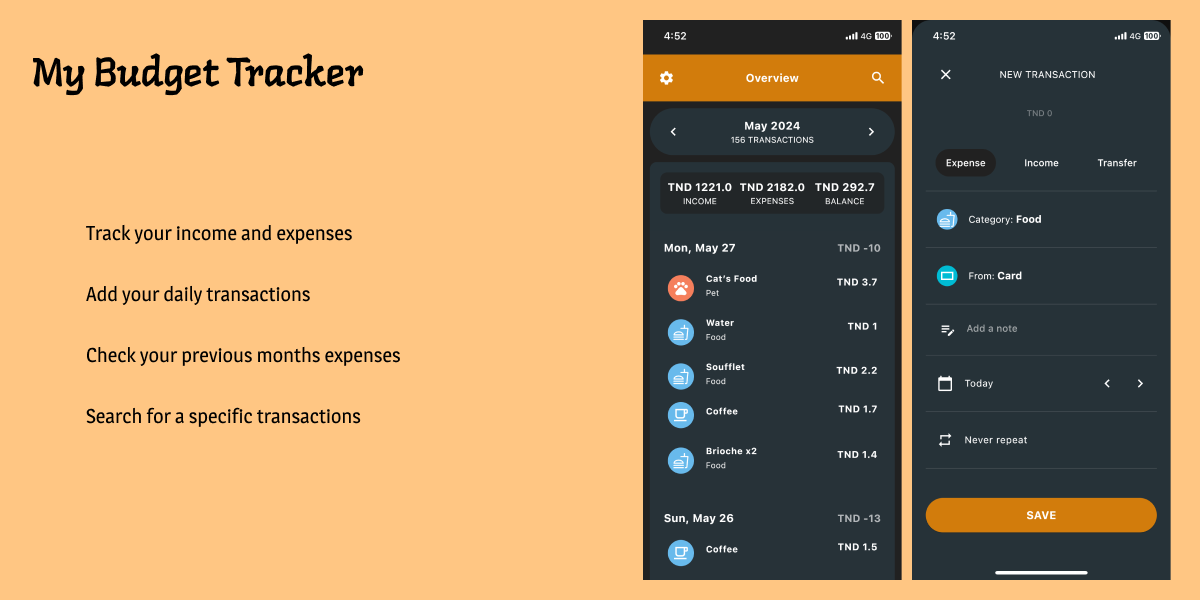 My Budget Tracker
Track your income and expenses
Add your daily transactions
Check your previous months expenses
Search for a specific transactions
4:52
4G 100
Overview
May 2024
156 TRANSACTIONS
TND 1221.0 TND 2182.0 TND 292.7
INCOME EXPENSES BALANCE
Mon, May 27 TND -10
Cat's Food TND 3.7
Pet
Water TND 1
Food
Soufflet TND 2.2
Food
Coffee TND 1.7
Brioche x2 TND 1.4
Food
Sun, May 26 TND -13
Coffee TND 1.5
4:52
4G 100
NEW TRANSACTION
TND 0
Expense Income Transfer
Category: Food
From: Card
Add a note
Today
Never repeat
SAVE